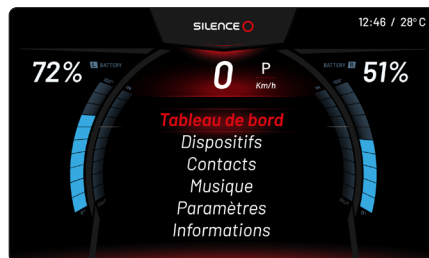 SILENCE
12:46 / 28°C
72%
L BATTERY
0
P
Km/h
BATTERY R
51%
Tableau de bord
Dispositifs
Contacts
Musique
Paramètres
Informations